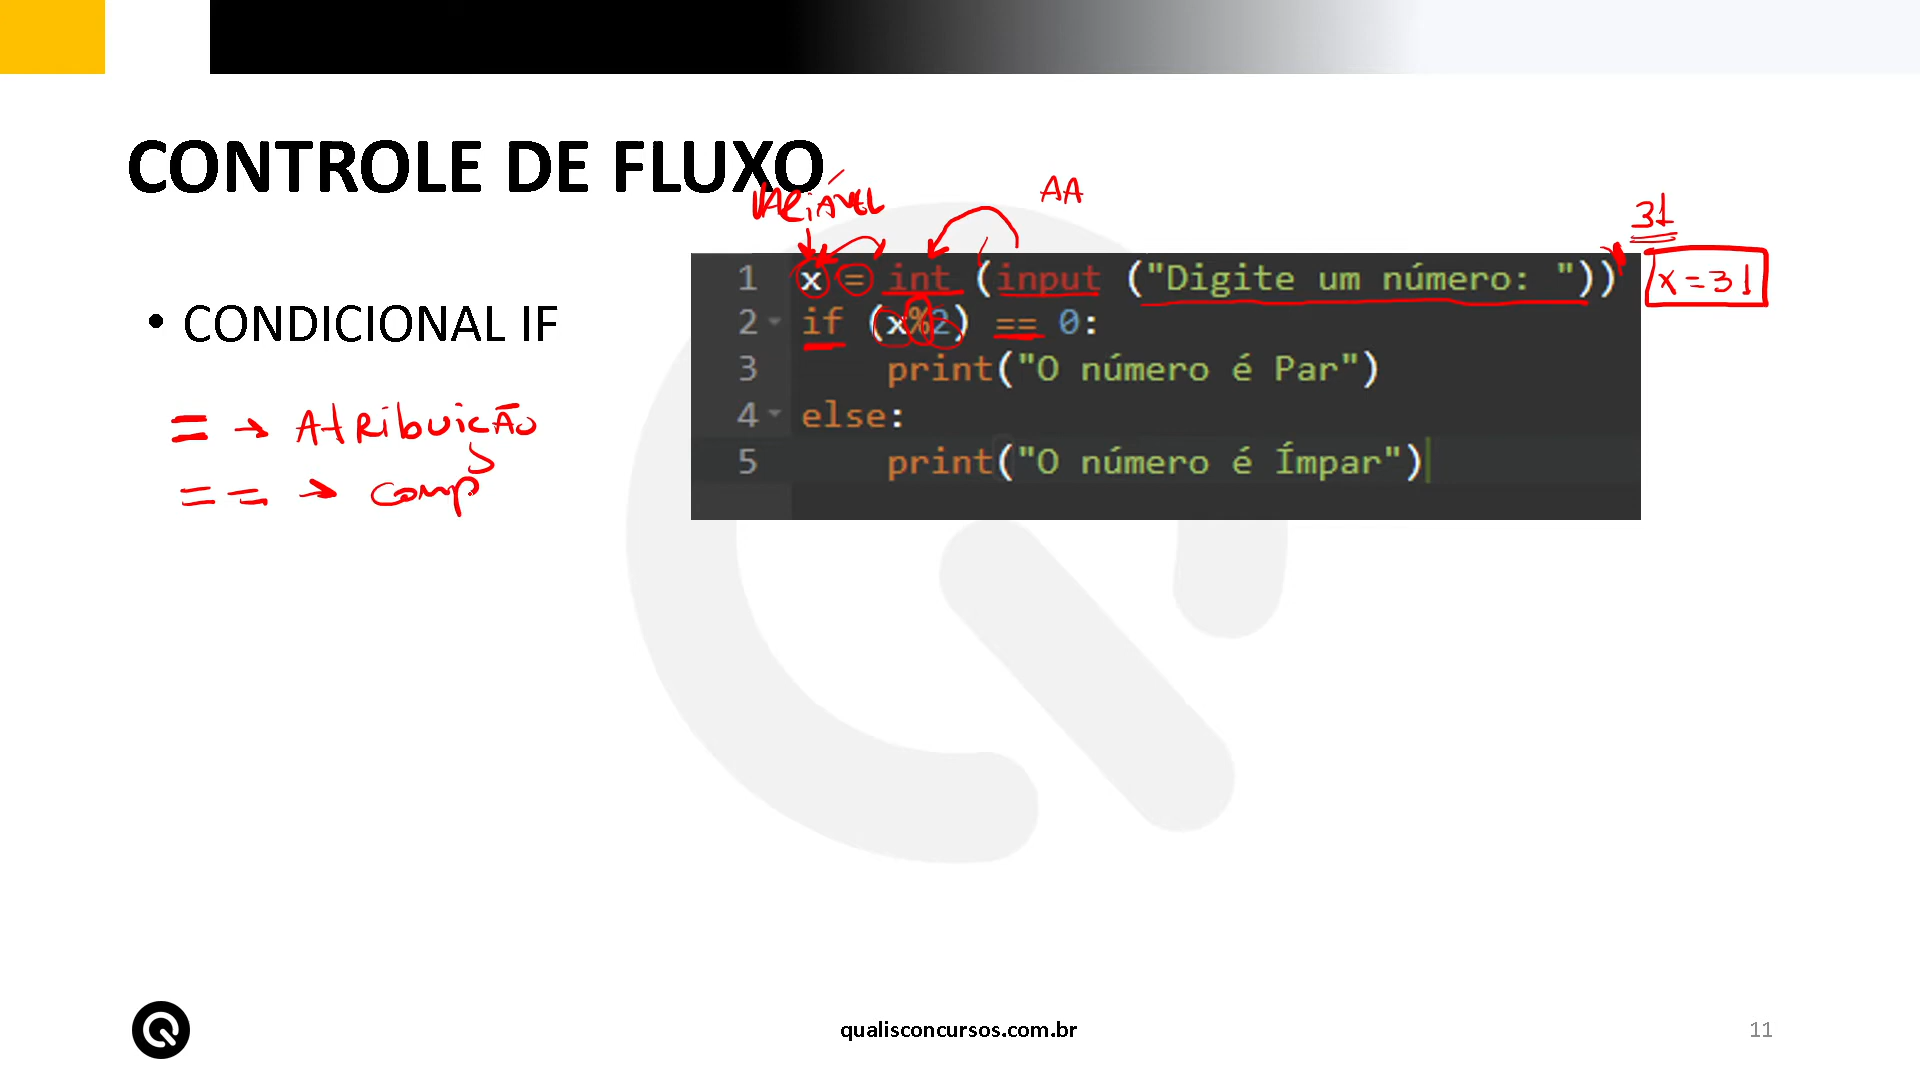 CONTROLE DE FLUXO
VARIÁVEL
AA
31
1 x = int (input ("Digite um número: "))
x = 31
2 if (x%2) == 0:
3 print("O número é Par")
4 else:
5 print("O número é Ímpar")
• CONDICIONAL IF
= → Atribuição
== → comp
qualisconcursos.com.br
11